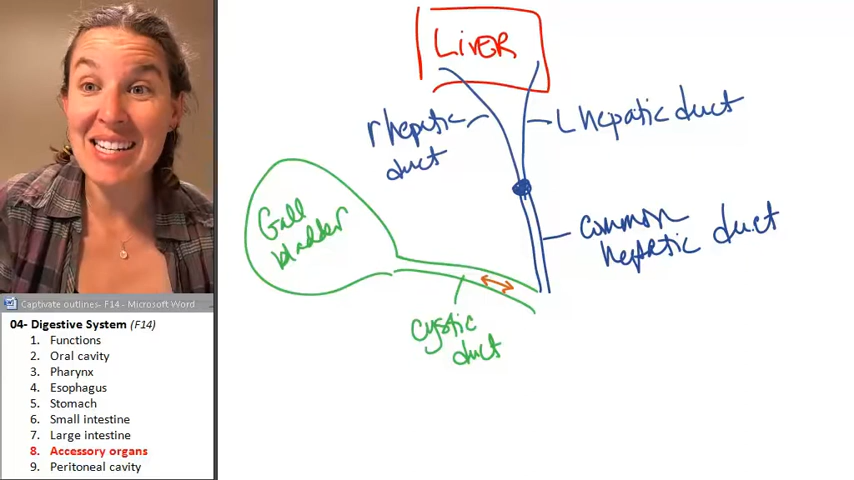 LIVER
r hepatic
duct
L hepatic duct
Gall
bladder
common
hepatic duct
cystic
duct
Captivate outlines- F14 - Microsoft Word
04- Digestive System (F14)
1. Functions
2. Oral cavity
3. Pharynx
4. Esophagus
5. Stomach
6. Small intestine
7. Large intestine
8. Accessory organs
9. Peritoneal cavity